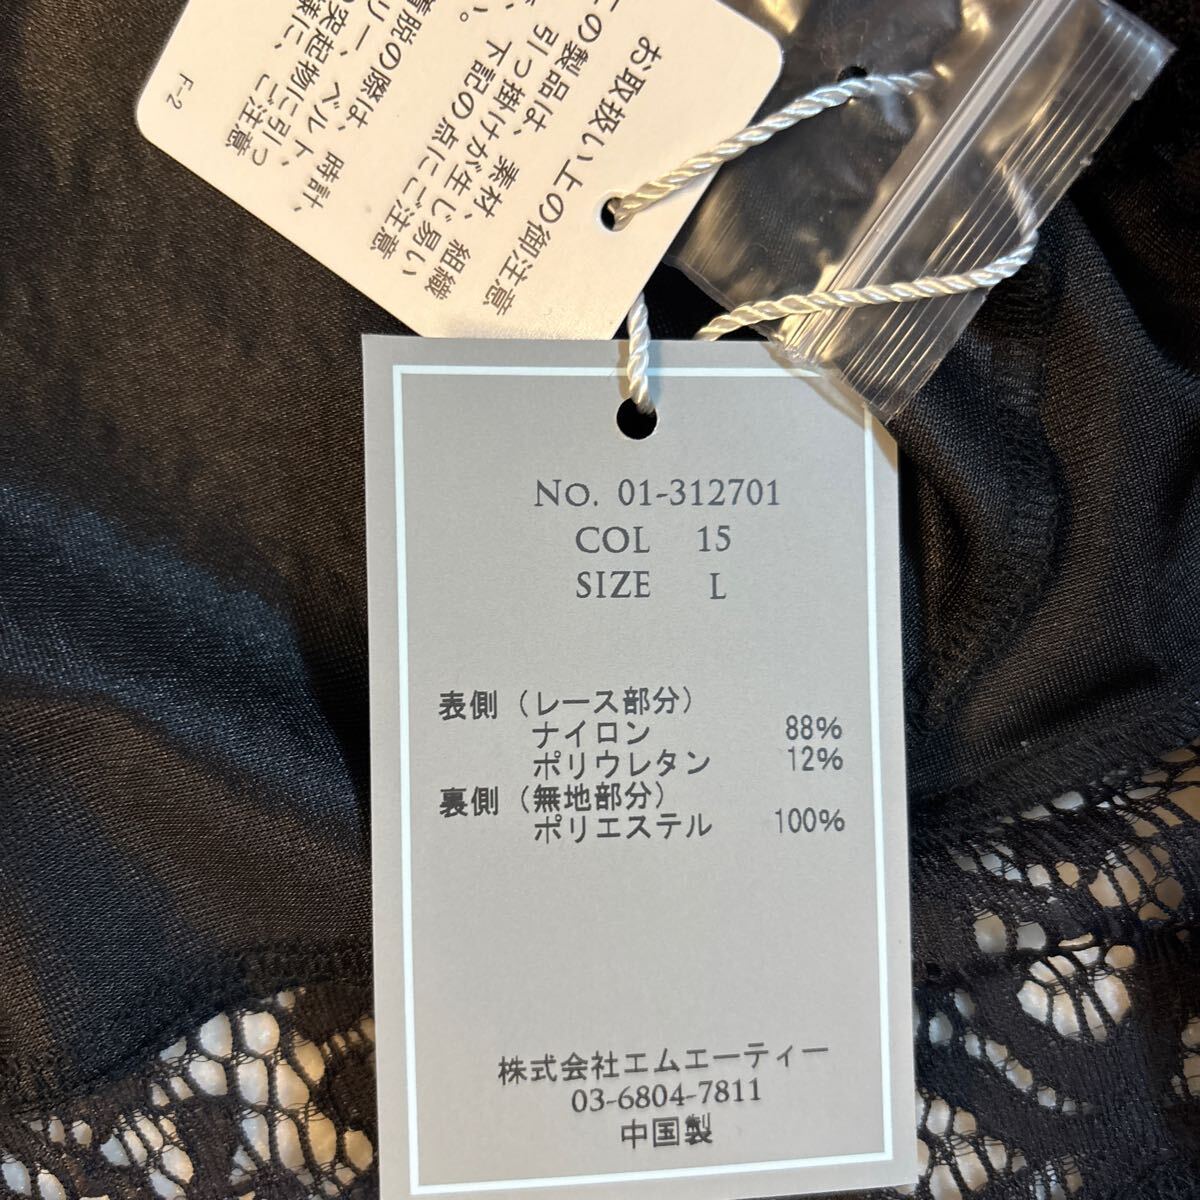 お取扱い上の御注意
の製品は、素材、組織
引っ掛けが生じ易い
下記の点にご注意
い。
着脱の際は、時計、
リー、ベルト、
突起物に引っ
様に、ご注意
F-2
No. 01-312701
COL 15
SIZE L
表側（レース部分）
ナイロン 88%
ポリウレタン 12%
裏側（無地部分）
ポリエステル 100%
株式会社エムエーティー
03-6804-7811
中国製